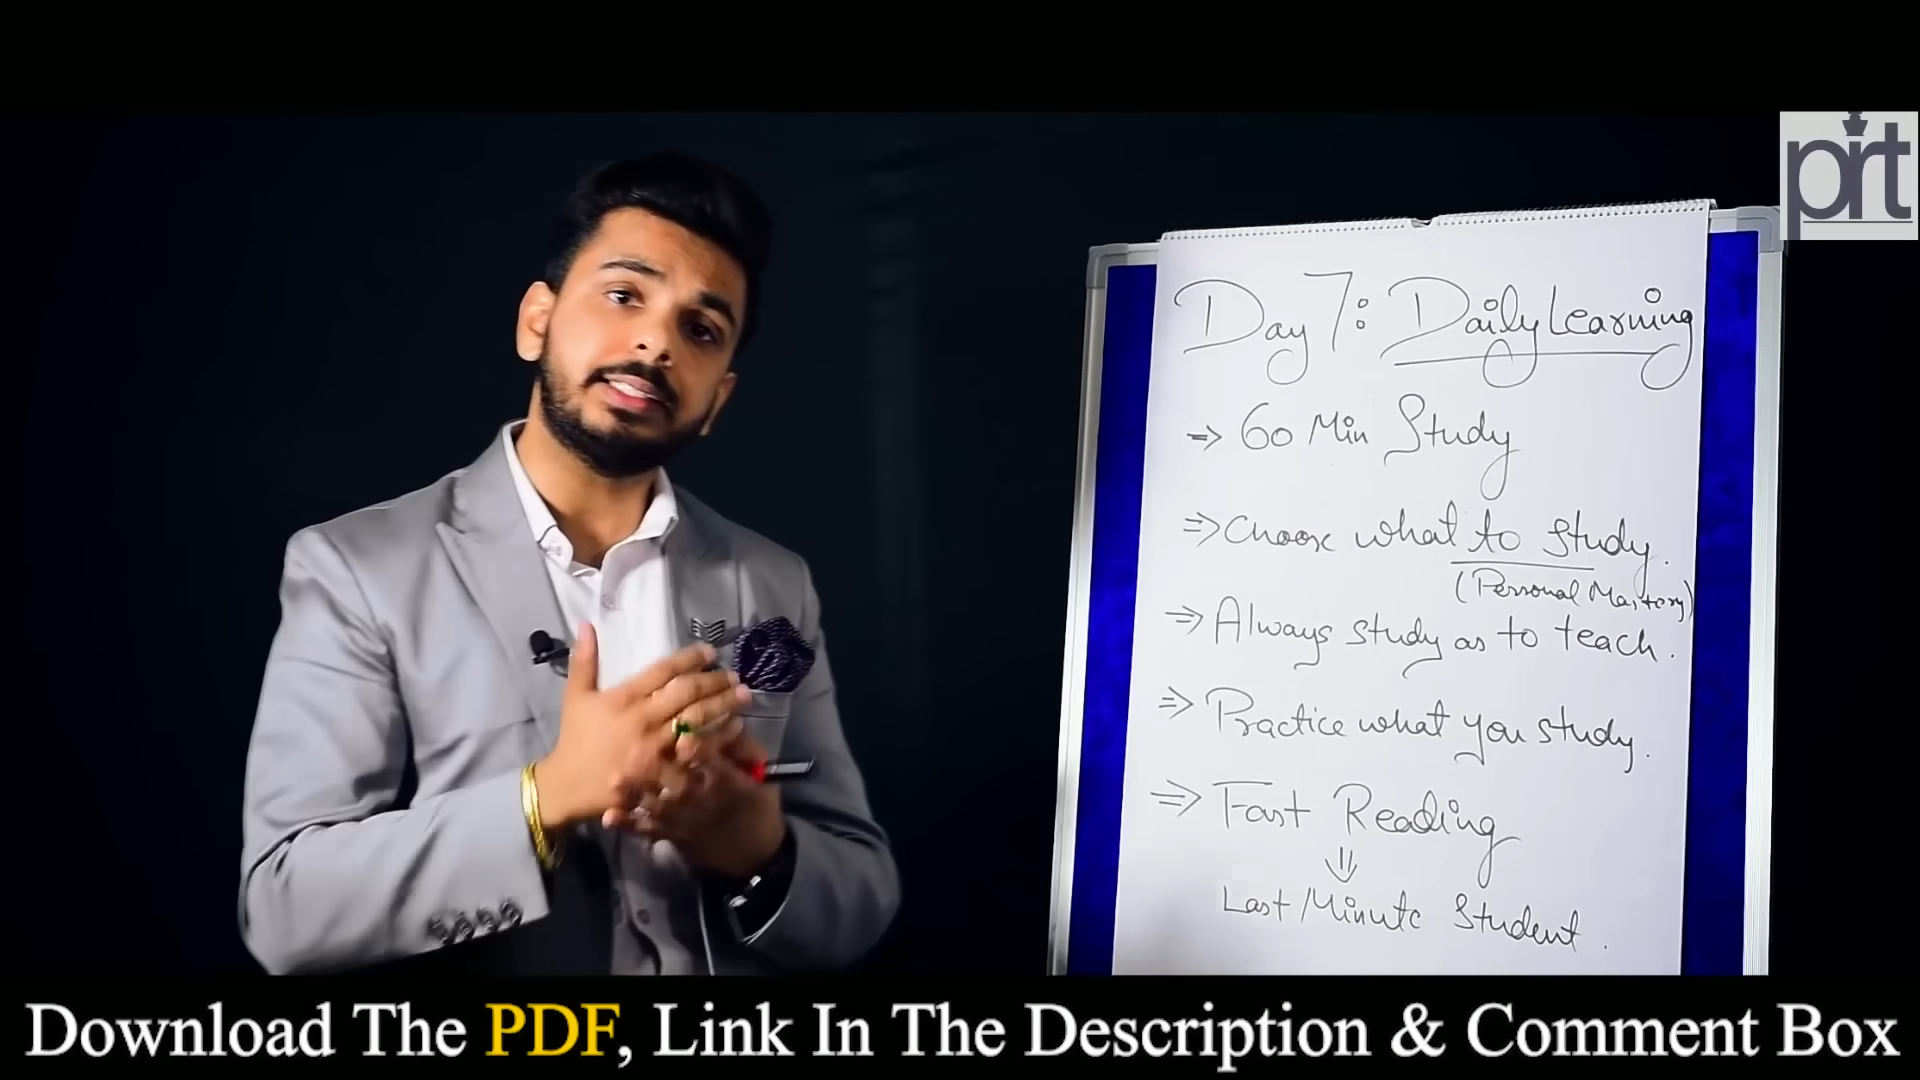 prt
Day 7: Daily Learning
⇒ 60 Min Study
⇒ Choose what to study.
(Personal Mastery)
⇒ Always study as to teach.
⇒ Practice what you study.
⇒ Fast Reading
⇓
Last/Minute Student.
Download The PDF, Link In The Description & Comment Box